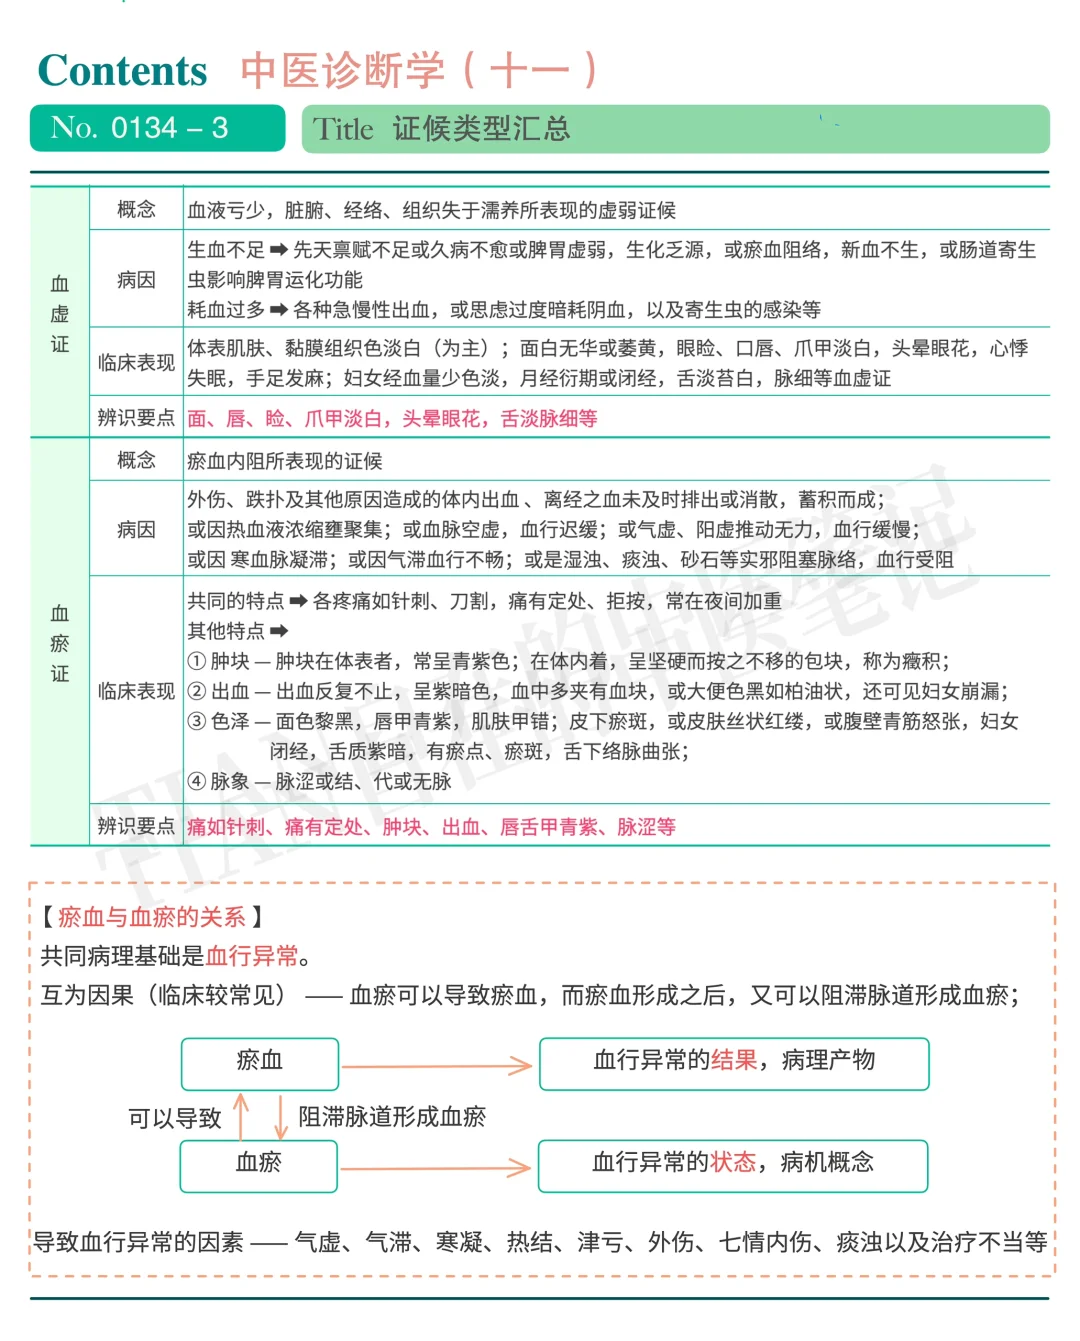 Contents 中医诊断学（十一）
No. 0134 – 3
Title 证候类型汇总
血虚证
概念
血液亏少，脏腑、经络、组织失于濡养所表现的虚弱证候
病因
生血不足 ➡ 先天禀赋不足或久病不愈或脾胃虚弱，生化乏源，或瘀血阻络，新血不生，或肠道寄生
虫影响脾胃运化功能
耗血过多 ➡ 各种急慢性出血，或思虑过度暗耗阴血，以及寄生虫的感染等
临床表现
体表肌肤、黏膜组织色淡白（为主）；面白无华或萎黄，眼睑、口唇、爪甲淡白，头晕眼花，心悸
失眠，手足发麻；妇女经血量少色淡，月经衍期或闭经，舌淡苔白，脉细等血虚证
辨识要点
面、唇、睑、爪甲淡白，头晕眼花，舌淡脉细等
血瘀证
概念
瘀血内阻所表现的证候
病因
外伤、跌扑及其他原因造成的体内出血 、离经之血未及时排出或消散，蓄积而成；
或因热血液浓缩壅聚集；或血脉空虚，血行迟缓；或气虚、阳虚推动无力，血行缓慢；
或因 寒血脉凝滞；或因气滞血行不畅；或是湿浊、痰浊、砂石等实邪阻塞脉络，血行受阻
临床表现
共同的特点 ➡ 各疼痛如针刺、刀割，痛有定处、拒按，常在夜间加重
其他特点 ➡
① 肿块 — 肿块在体表者，常呈青紫色；在体内着，呈坚硬而按之不移的包块，称为癥积；
② 出血 — 出血反复不止，呈紫暗色，血中多夹有血块，或大便色黑如柏油状，还可见妇女崩漏；
③ 色泽 — 面色黎黑，唇甲青紫，肌肤甲错；皮下瘀斑，或皮肤丝状红缕，或腹壁青筋怒张，妇女
闭经，舌质紫暗，有瘀点、瘀斑，舌下络脉曲张；
④ 脉象 — 脉涩或结、代或无脉
辨识要点
痛如针刺、痛有定处、肿块、出血、唇舌甲青紫、脉涩等
【 瘀血与血瘀的关系 】
共同病理基础是血行异常。
互为因果（临床较常见） —— 血瘀可以导致瘀血，而瘀血形成之后，又可以阻滞脉道形成血瘀；
瘀血
血行异常的结果，病理产物
可以导致
阻滞脉道形成血瘀
血瘀
血行异常的状态，病机概念
导致血行异常的因素 —— 气虚、气滞、寒凝、热结、津亏、外伤、七情内伤、痰浊以及治疗不当等